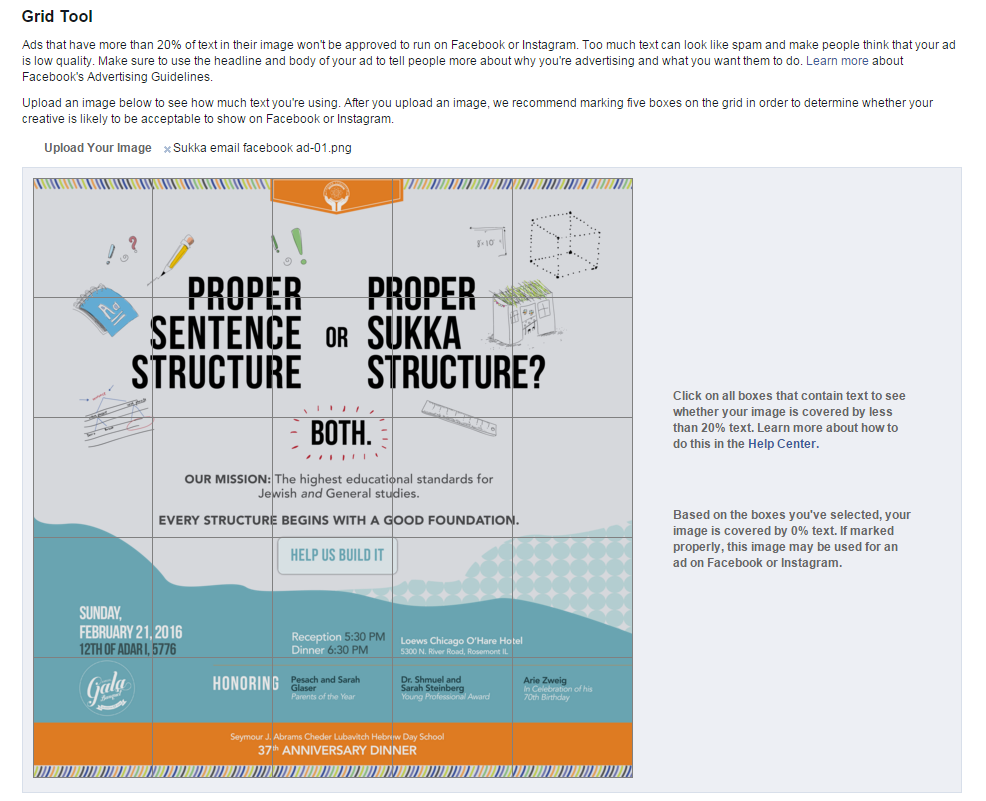 Grid Tool
Ads that have more than 20% of text in their image won't be approved to run on Facebook or Instagram. Too much text can look like spam and make people think that your ad
is low quality. Make sure to use the headline and body of your ad to tell people more about why you're advertising and what you want them to do. Learn more about
Facebook's Advertising Guidelines.
Upload an image below to see how much text you're using. After you upload an image, we recommend marking five boxes on the grid in order to determine whether your
creative is likely to be acceptable to show on Facebook or Instagram.
Upload Your Image × Sukka email facebook ad-01.png
! ? !
F=10
Aa
PROPER
SENTENCE
STRUCTURE
OR
PROPER
SUKKA
STRUCTURE?
BOTH.
OUR MISSION: The highest educational standards for
Jewish and General studies.
EVERY STRUCTURE BEGINS WITH A GOOD FOUNDATION.
HELP US BUILD IT
SUNDAY,
FEBRUARY 21, 2016
12TH OF ADAR I, 5776
Reception 5:30 PM
Dinner 6:30 PM
Loews Chicago O'Hare Hotel
5300 N. River Road, Rosemont IL
Gala
HONORING
Pesach and Sarah
Glaser
Parents of the Year
Dr. Shmuel and
Sarah Steinberg
Young Professional Award
Arie Zweig
In Celebration of his
70th Birthday
Seymour J. Abrams Cheder Lubavitch Hebrew Day School
37th ANNIVERSARY DINNER
Click on all boxes that contain text to see
whether your image is covered by less
than 20% text. Learn more about how to
do this in the Help Center.
Based on the boxes you've selected, your
image is covered by 0% text. If marked
properly, this image may be used for an
ad on Facebook or Instagram.